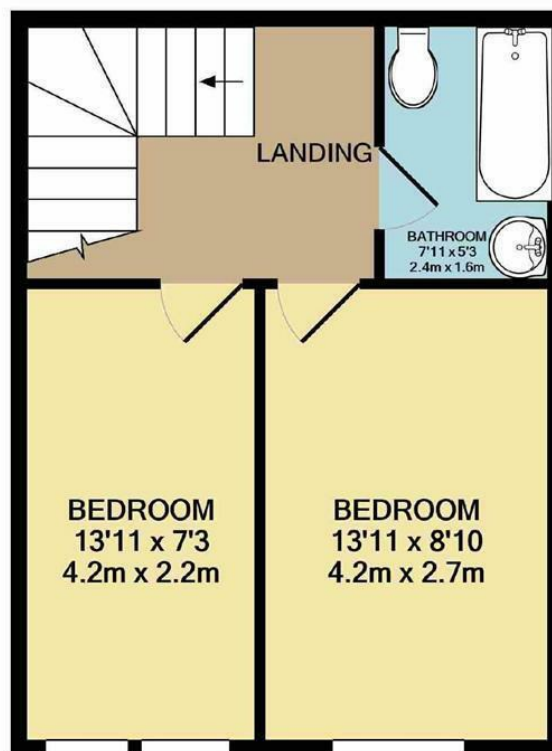 LANDING
BATHROOM
7'11 x 5'3
2.4m x 1.6m
BEDROOM
13'11 x 7'3
4.2m x 2.2m
BEDROOM
13'11 x 8'10
4.2m x 2.7m